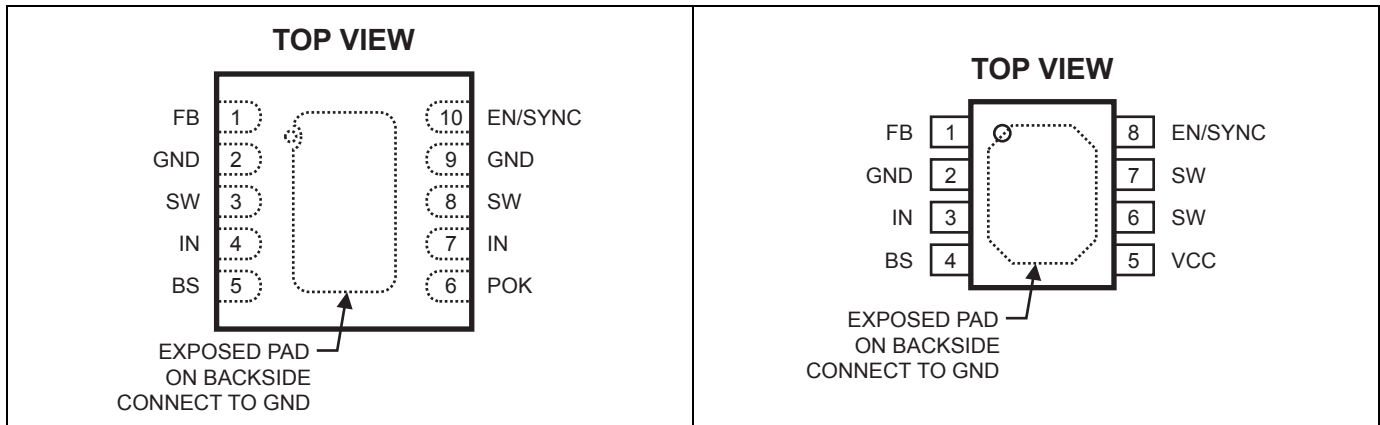 TOP VIEW
FB 1 10 EN/SYNC
GND 2 9 GND
SW 3 8 SW
IN 4 7 IN
BS 5 6 POK
EXPOSED PAD
ON BACKSIDE
CONNECT TO GND
TOP VIEW
FB 1 8 EN/SYNC
GND 2 7 SW
IN 3 6 SW
BS 4 5 VCC
EXPOSED PAD
ON BACKSIDE
CONNECT TO GND